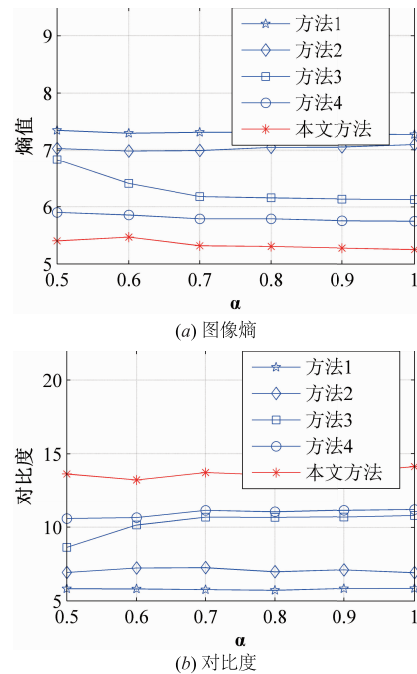 9
8
7
6
5
熵值
方法1
方法2
方法3
方法4
本文方法
0.5 0.6 0.7 0.8 0.9 1
α
(a) 图像熵
20
15
10
5
对比度
方法1
方法2
方法3
方法4
本文方法
0.5 0.6 0.7 0.8 0.9 1
α
(b) 对比度